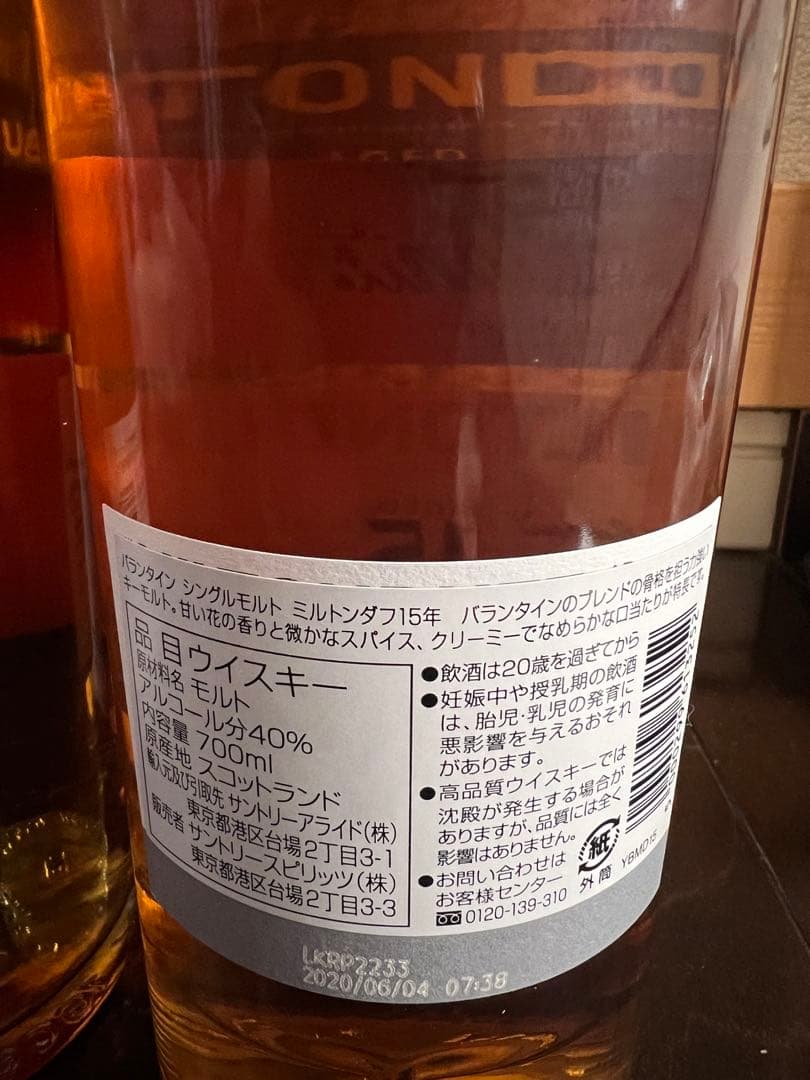 TONDU
AGED
バランタイン シングルモルト ミルトンダフ15年 バランタインのブレンドの骨格を担う力強い
キーモルト。甘い花の香りと微かなスパイス、クリーミーでなめらかな口当たりが特長です。
品目ウイスキー
原材料名 モルト
アルコール分40%
内容量 700ml
原産地 スコットランド
輸入元及び引取先 サントリーアライド(株)
東京都港区台場2丁目3-1
販売者 サントリースピリッツ(株)
東京都港区台場2丁目3-3
●飲酒は20歳を過ぎてから
●妊娠中や授乳期の飲酒
は、胎児・乳児の発育に
悪影響を与えるおそれ
があります。
●高品質ウイスキーでは
沈殿が発生する場合が
ありますが、品質には全く
影響はありません。
●お問い合わせは
お客様センター
0120-139-310
紙
外筒
YBMD15
LKRP2233
2020/06/04 07:38